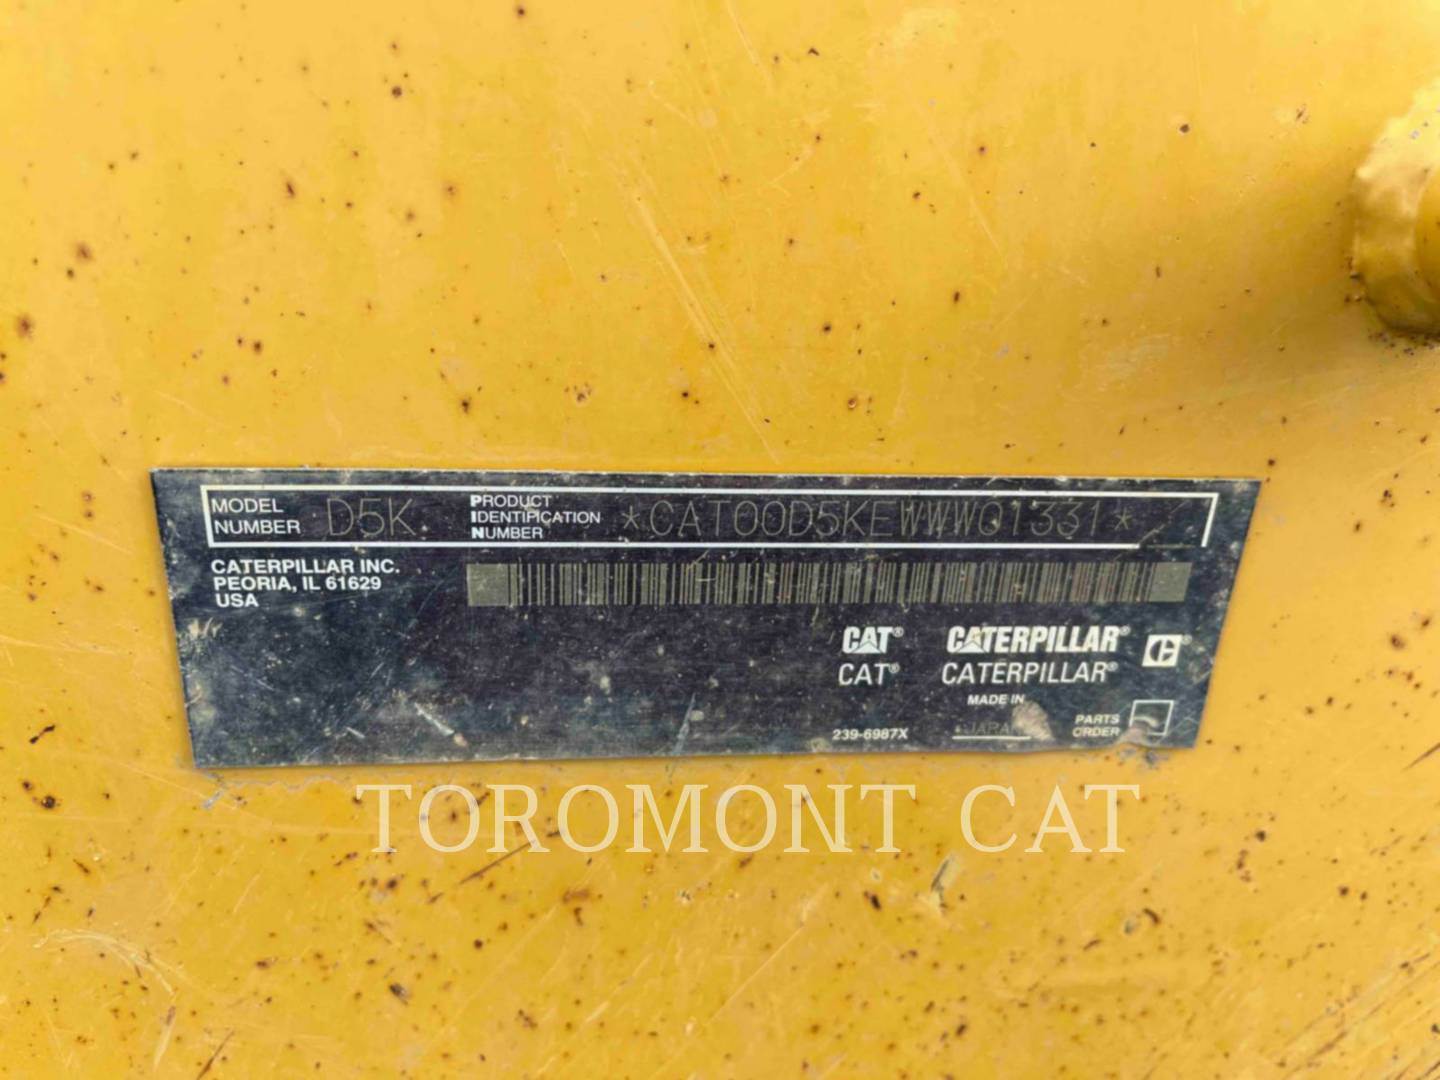 MODEL NUMBER D5K
PRODUCT IDENTIFICATION NUMBER *CAT00D5KEWWW01331*
CATERPILLAR INC.
PEORIA, IL 61629
USA
CAT® CATERPILLAR®
CAT® CATERPILLAR®
MADE IN
JAPAN
239-6987X
PARTS ORDER
TOROMONT CAT